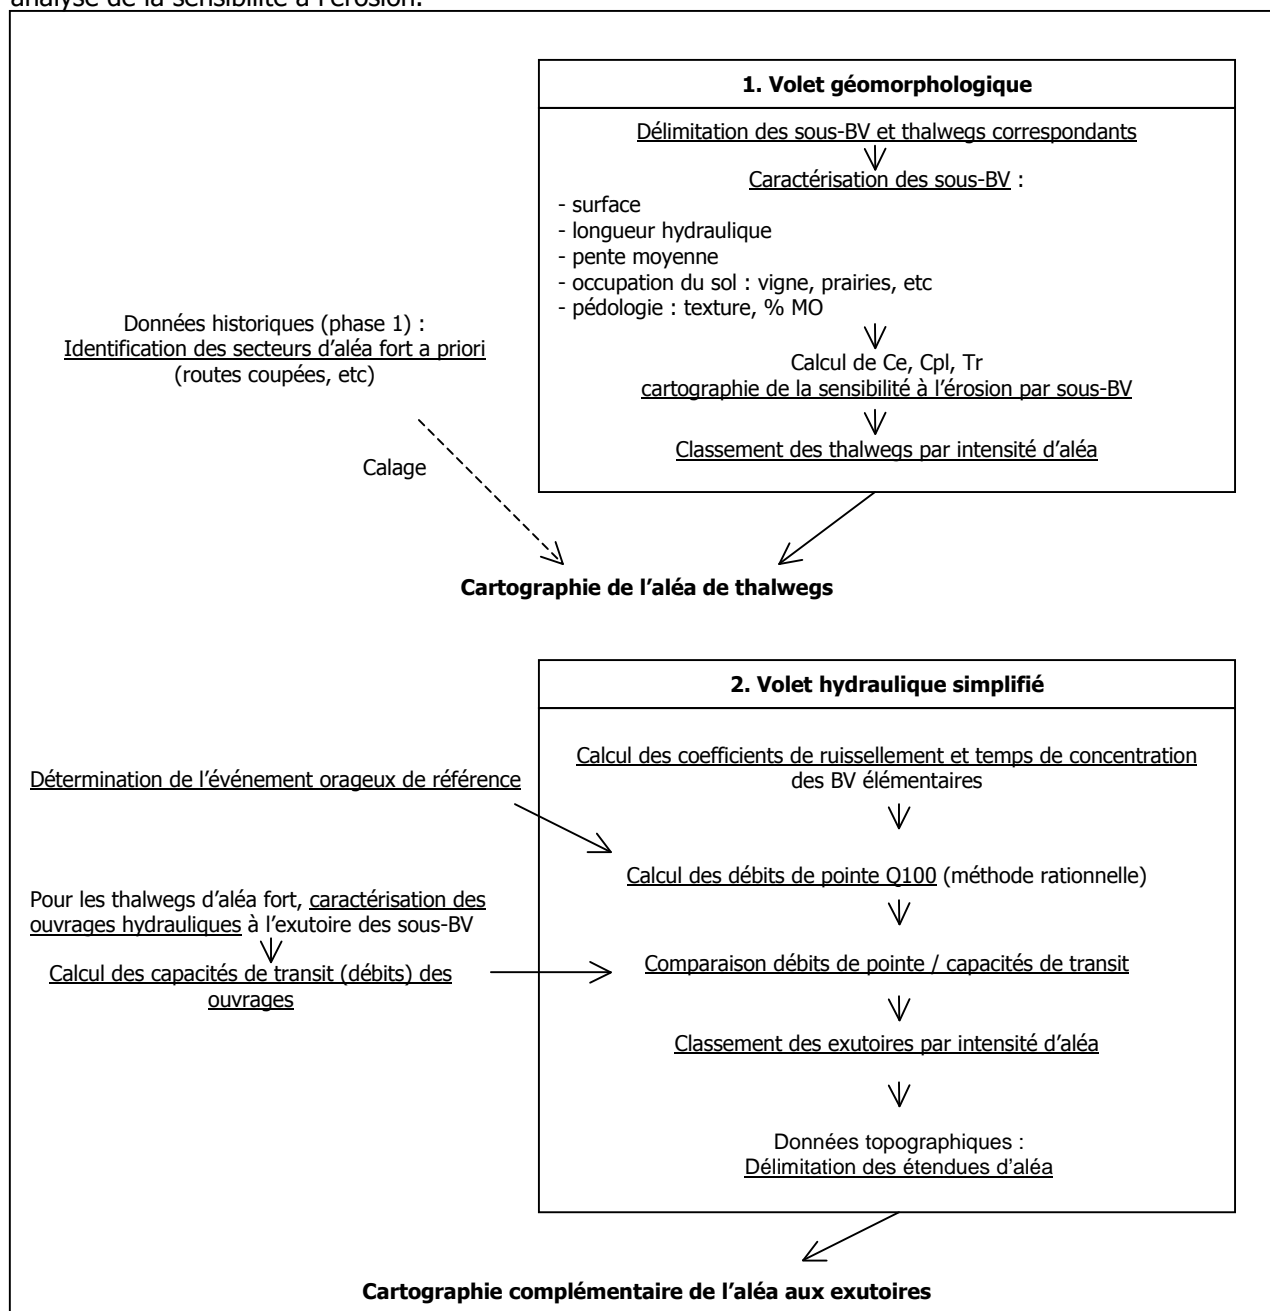 analyse de la sensibilité à l'érosion.
1. Volet géomorphologique
Délimitation des sous-BV et thalwegs correspondants
Caractérisation des sous-BV :
- surface
- longueur hydraulique
- pente moyenne
- occupation du sol : vigne, prairies, etc
- pédologie : texture, % MO
Calcul de Ce, Cpl, Tr
cartographie de la sensibilité à l'érosion par sous-BV
Classement des thalwegs par intensité d'aléa
Données historiques (phase 1) :
Identification des secteurs d'aléa fort a priori
(routes coupées, etc)
Calage
Cartographie de l'aléa de thalwegs
2. Volet hydraulique simplifié
Calcul des coefficients de ruissellement et temps de concentration
des BV élémentaires
Détermination de l'événement orageux de référence
Calcul des débits de pointe Q100 (méthode rationnelle)
Pour les thalwegs d'aléa fort, caractérisation des
ouvrages hydrauliques à l'exutoire des sous-BV
Calcul des capacités de transit (débits) des
ouvrages
Comparaison débits de pointe / capacités de transit
Classement des exutoires par intensité d'aléa
Données topographiques :
Délimitation des étendues d'aléa
Cartographie complémentaire de l'aléa aux exutoires